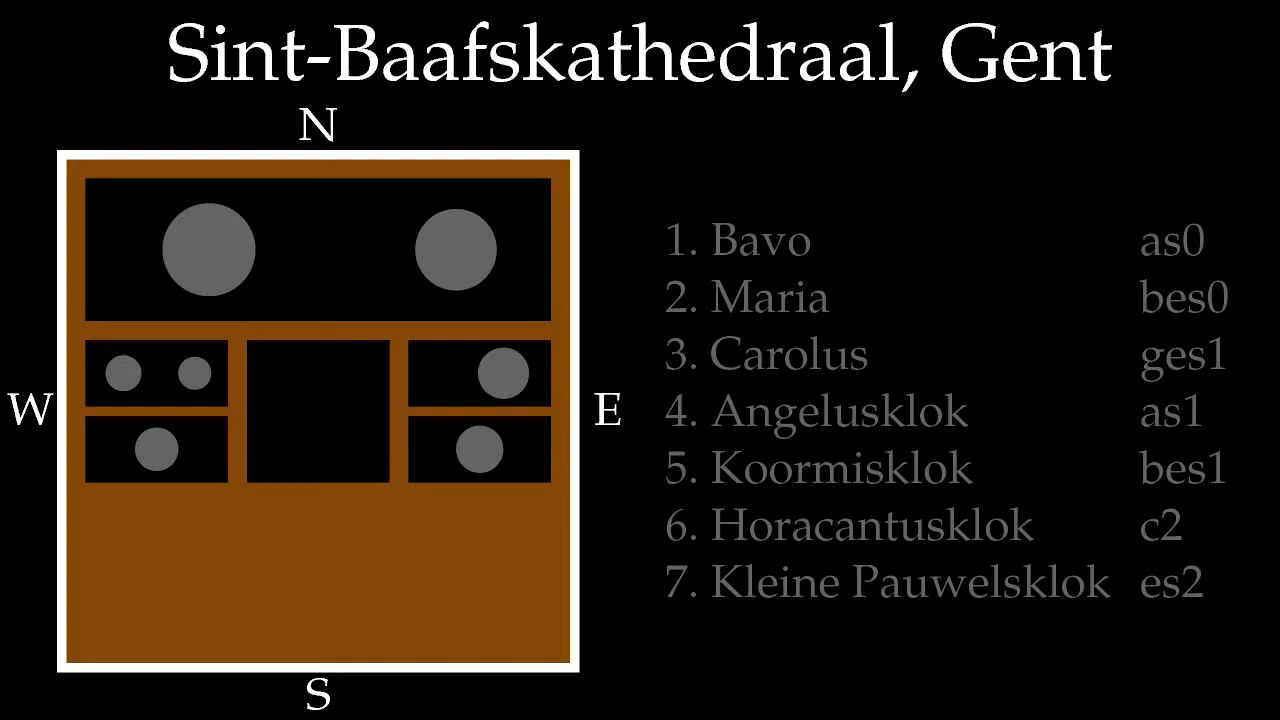 Sint-Baafskathedraal, Gent
N
W
E
S
1. Bavo as0
2. Maria bes0
3. Carolus ges1
4. Angelusklok as1
5. Koormisklok bes1
6. Horacantusklok c2
7. Kleine Pauwelsklok es2